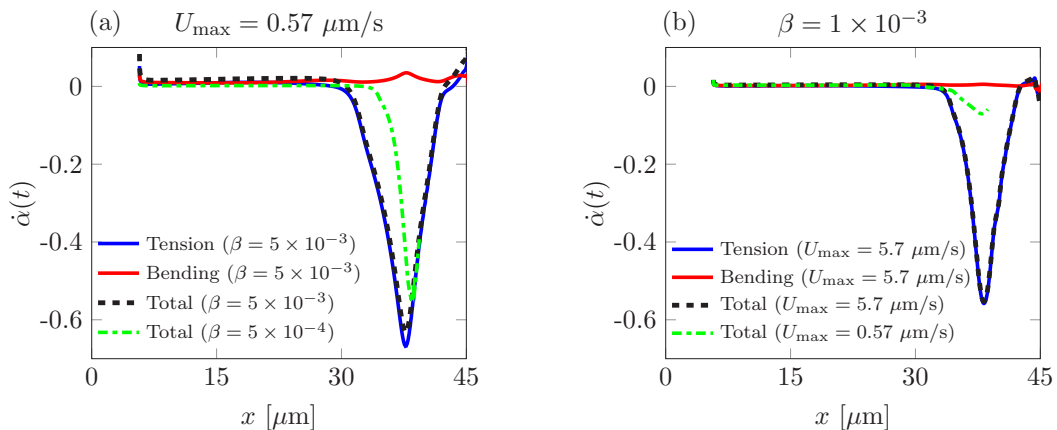 (a) U_max = 0.57 μm/s
0
-0.2
-0.4
-0.6
α̇(t)
Tension (β = 5 × 10⁻³)
Bending (β = 5 × 10⁻³)
Total (β = 5 × 10⁻³)
Total (β = 5 × 10⁻⁴)
0 15 30 45
x [μm]
(b) β = 1 × 10⁻³
0
-0.2
-0.4
-0.6
α̇(t)
Tension (U_max = 5.7 μm/s)
Bending (U_max = 5.7 μm/s)
Total (U_max = 5.7 μm/s)
Total (U_max = 0.57 μm/s)
0 15 30 45
x [μm]